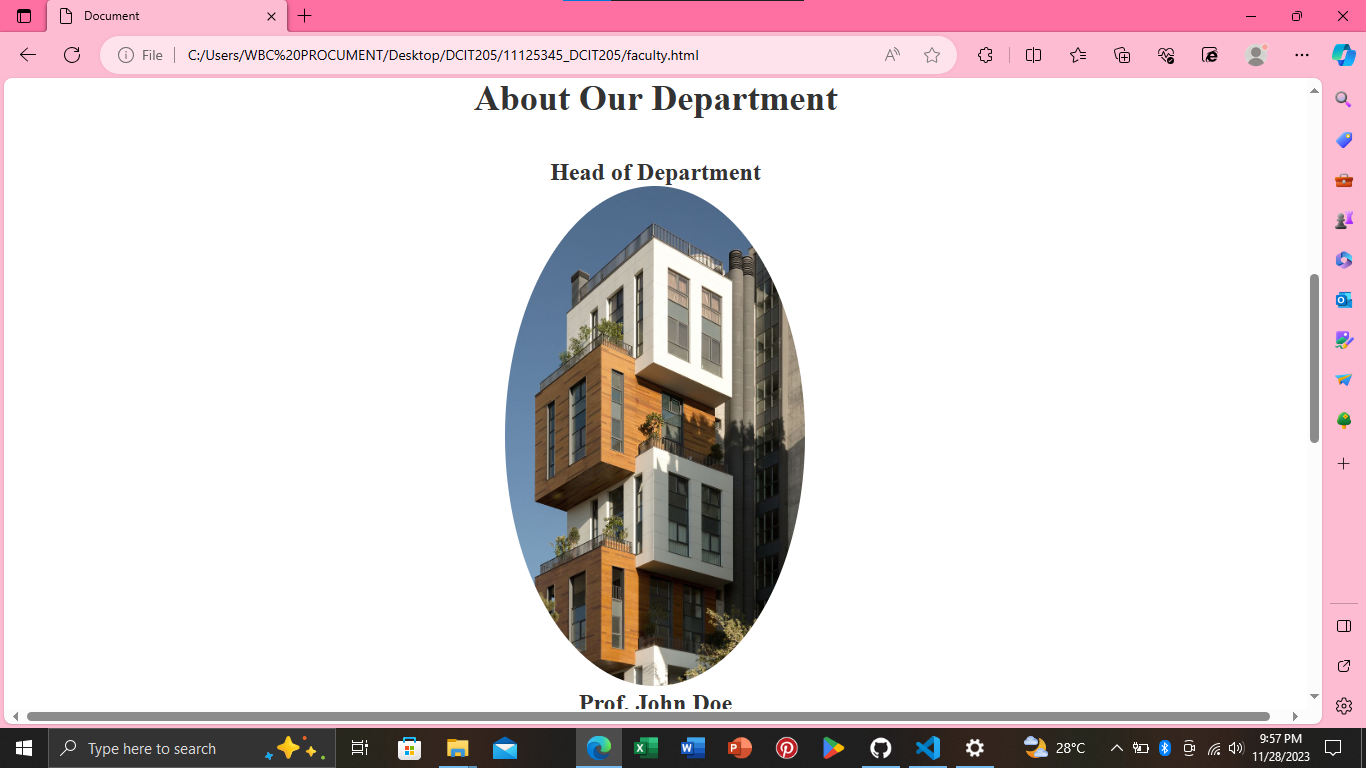 Document
File
C:/Users/WBC%20PROCUMENT/Desktop/DCIT205/11125345_DCIT205/faculty.html
About Our Department
Head of Department
Prof. John Doe
Type here to search
28°C
9:57 PM
11/28/2023